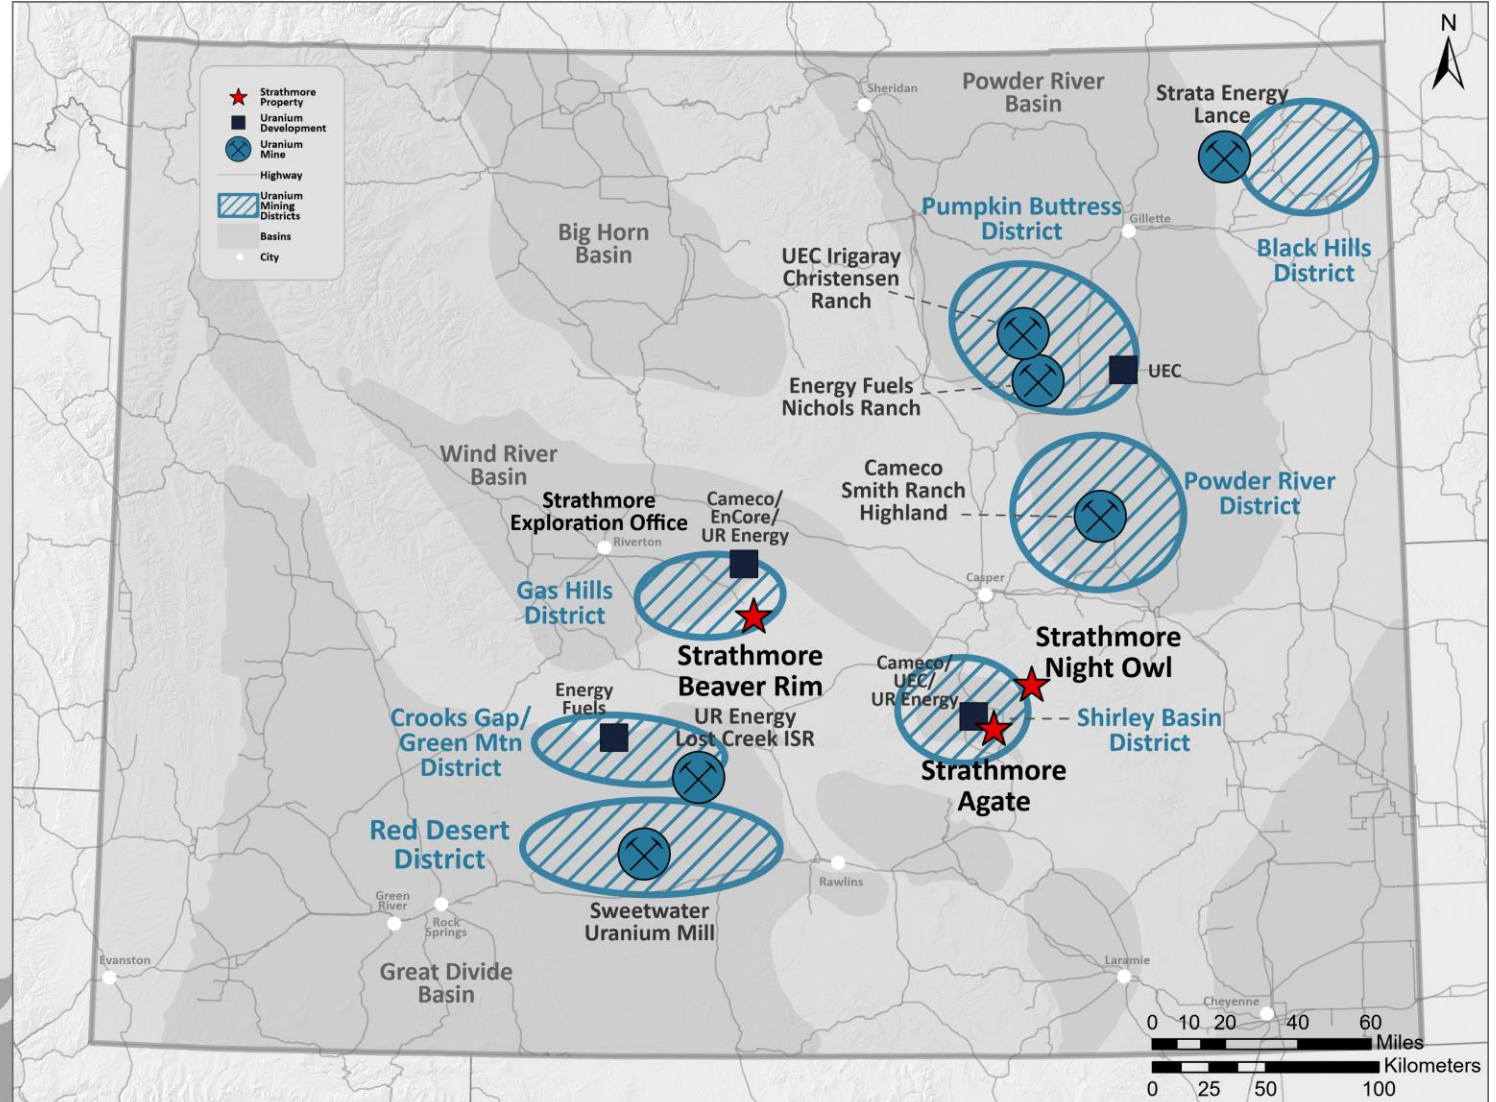 N
Strathmore
Property
Uranium
Development
Uranium
Mine
Highway
Uranium
Mining
Districts
Basins
City
Sheridan
Powder River
Basin
Strata Energy
Lance
Big Horn
Basin
Pumpkin Buttress
District
Gillette
Black Hills
District
UEC Irigaray
Christensen
Ranch
UEC
Energy Fuels
Nichols Ranch
Wind River
Basin
Strathmore
Exploration Office
Riverton
Cameco/
EnCore/
UR Energy
Cameco
Smith Ranch
Highland
Powder River
District
Gas Hills
District
Casper
Strathmore
Beaver Rim
Strathmore
Night Owl
Cameco/
UEC/
UR Energy
Energy
Fuels
Crooks Gap/
Green Mtn
District
UR Energy
Lost Creek ISR
Shirley Basin
District
Strathmore
Agate
Red Desert
District
Rawlins
Green
River
Rock
Springs
Sweetwater
Uranium Mill
Evanston
Great Divide
Basin
Laramie
Cheyenne
0 10 20 40 60
Miles
Kilometers
0 25 50 100